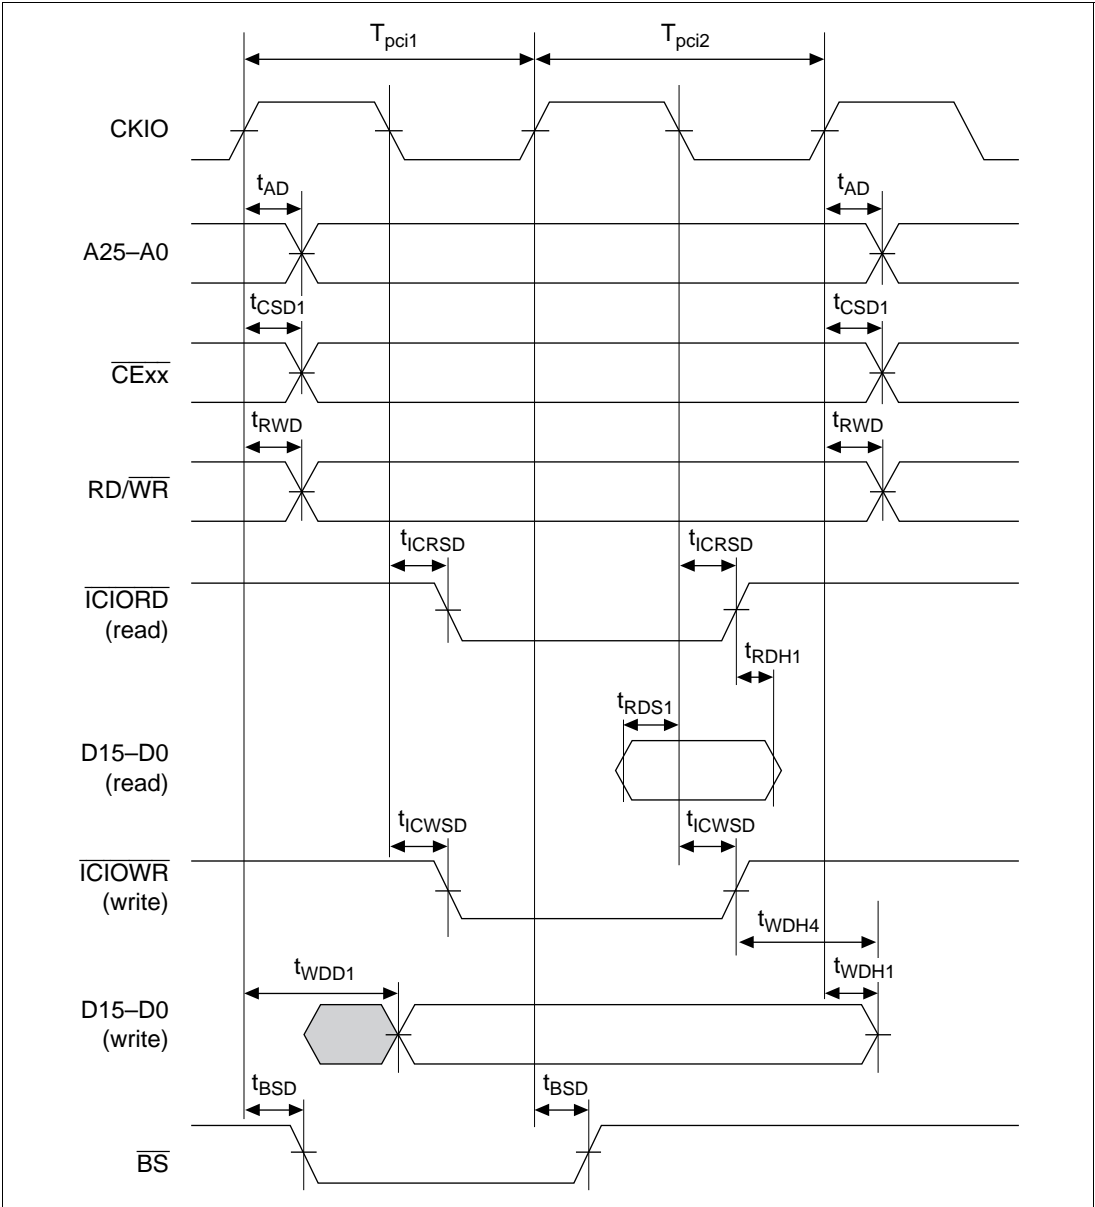 Tpci1 Tpci2
CKIO
tAD tAD
A25–A0
tCSD1 tCSD1
CExx
tRWD tRWD
RD/WR
tICRSD tICRSD
ICIORD
(read)
tRDH1
tRDS1
D15–D0
(read)
tICWSD tICWSD
ICIOWR
(write)
tWDH4
tWDD1 tWDH1
D15–D0
(write)
tBSD tBSD
BS